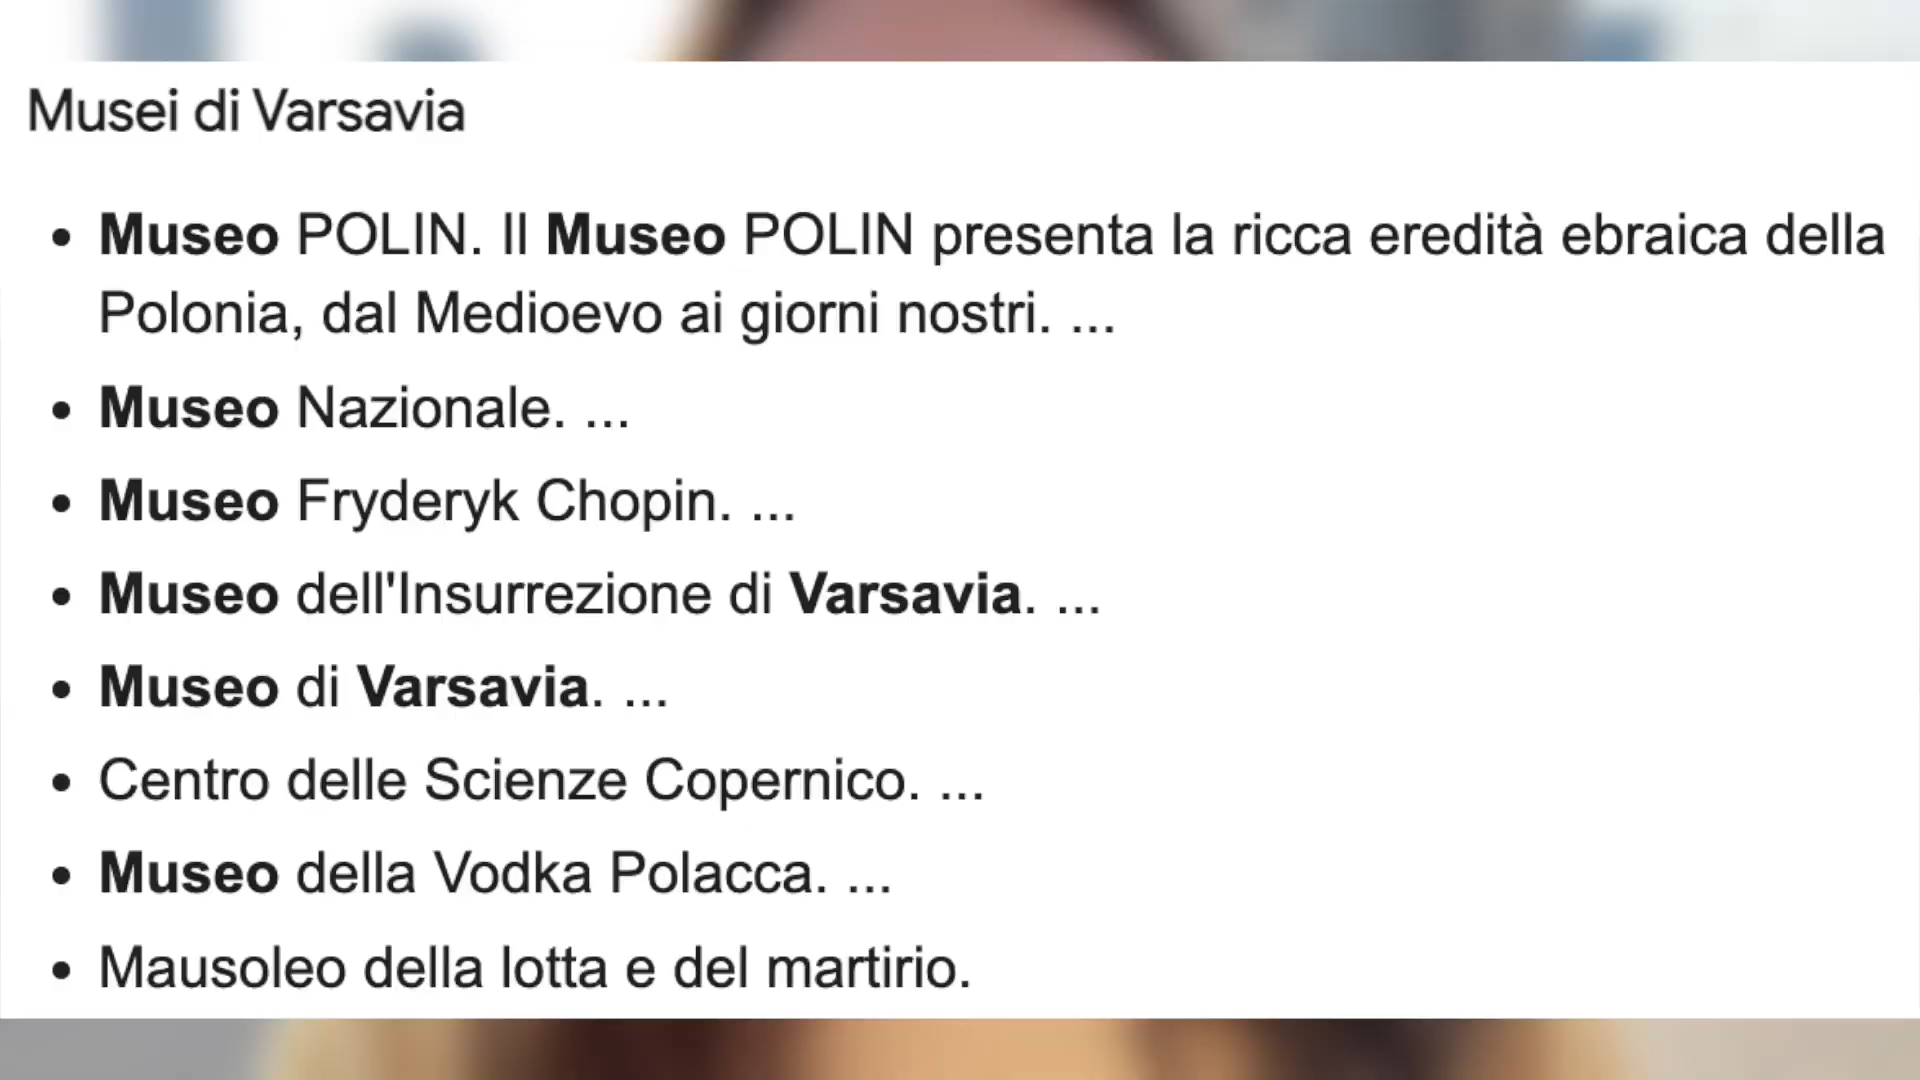 Musei di Varsavia
• Museo POLIN. Il Museo POLIN presenta la ricca eredità ebraica della
Polonia, dal Medioevo ai giorni nostri. ...
• Museo Nazionale. ...
• Museo Fryderyk Chopin. ...
• Museo dell'Insurrezione di Varsavia. ...
• Museo di Varsavia. ...
• Centro delle Scienze Copernico. ...
• Museo della Vodka Polacca. ...
• Mausoleo della lotta e del martirio.